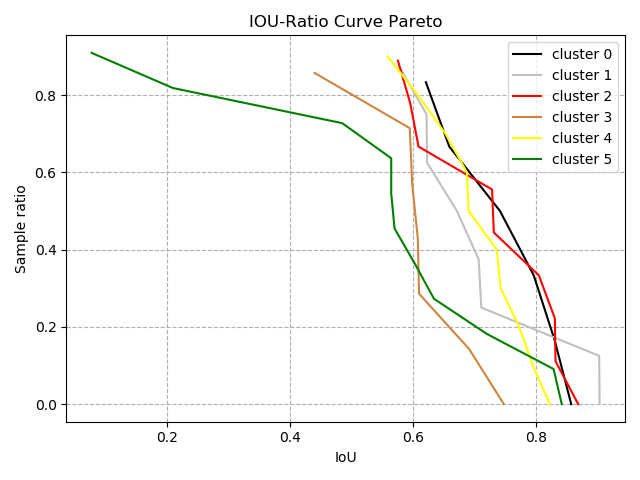 IOU-Ratio Curve Pareto
cluster 0
cluster 1
cluster 2
cluster 3
cluster 4
cluster 5
Sample ratio
0.8
0.6
0.4
0.2
0.0
0.2 0.4 0.6 0.8
IoU